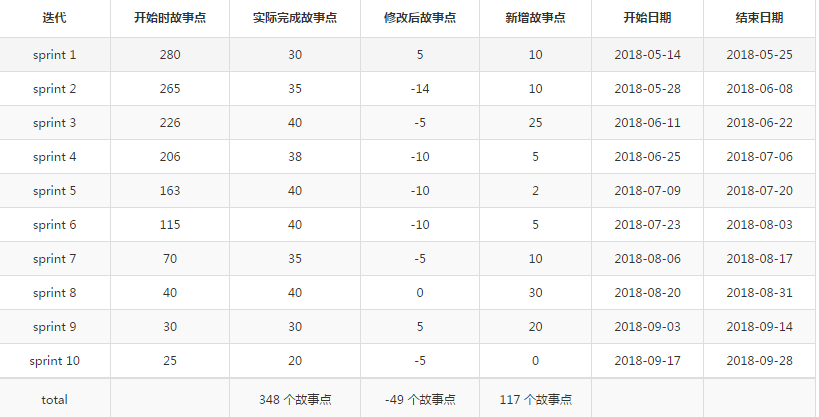 迭代 开始时故事点 实际完成故事点 修改后故事点 新增故事点 开始日期 结束日期
sprint 1 280 30 5 10 2018-05-14 2018-05-25
sprint 2 265 35 -14 10 2018-05-28 2018-06-08
sprint 3 226 40 -5 25 2018-06-11 2018-06-22
sprint 4 206 38 -10 5 2018-06-25 2018-07-06
sprint 5 163 40 -10 2 2018-07-09 2018-07-20
sprint 6 115 40 -10 5 2018-07-23 2018-08-03
sprint 7 70 35 -5 10 2018-08-06 2018-08-17
sprint 8 40 40 0 30 2018-08-20 2018-08-31
sprint 9 30 30 5 20 2018-09-03 2018-09-14
sprint 10 25 20 -5 0 2018-09-17 2018-09-28
total 348 个故事点 -49 个故事点 117 个故事点